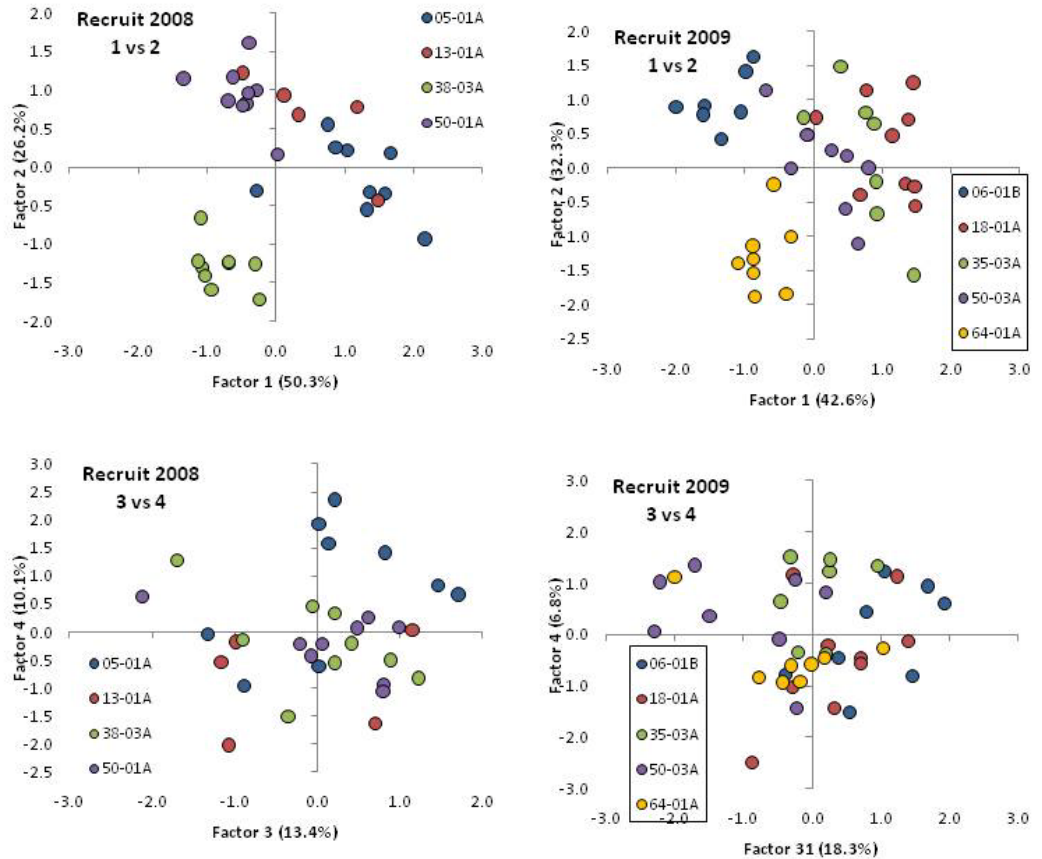 Recruit 2008
1 vs 2
05-01A
13-01A
38-03A
50-01A
2.0
1.5
1.0
0.5
0.0
-0.5
-1.0
-1.5
-2.0
Factor 2 (26.2%)
-3.0 -2.0 -1.0 0.0 1.0 2.0 3.0
Factor 1 (50.3%)
Recruit 2009
1 vs 2
2.0
1.5
1.0
0.5
0.0
-0.5
-1.0
-1.5
-2.0
-2.5
Factor 2 (32.3%)
06-01B
18-01A
35-03A
50-03A
64-01A
-3.0 -2.0 -1.0 0.0 1.0 2.0 3.0
Factor 1 (42.6%)
Recruit 2008
3 vs 4
3.0
2.5
2.0
1.5
1.0
0.5
0.0
-0.5
-1.0
-1.5
-2.0
-2.5
Factor 4 (10.1%)
05-01A
13-01A
38-03A
50-01A
-3.0 -2.0 -1.0 0.0 1.0 2.0 3.0
Factor 3 (13.4%)
Recruit 2009
3 vs 4
3.0
2.0
1.0
0.0
-1.0
-2.0
-3.0
Factor 4 (6.8%)
06-01B
18-01A
35-03A
50-03A
64-01A
-3.0 -2.0 -1.0 0.0 1.0 2.0 3.0
Factor 31 (18.3%)